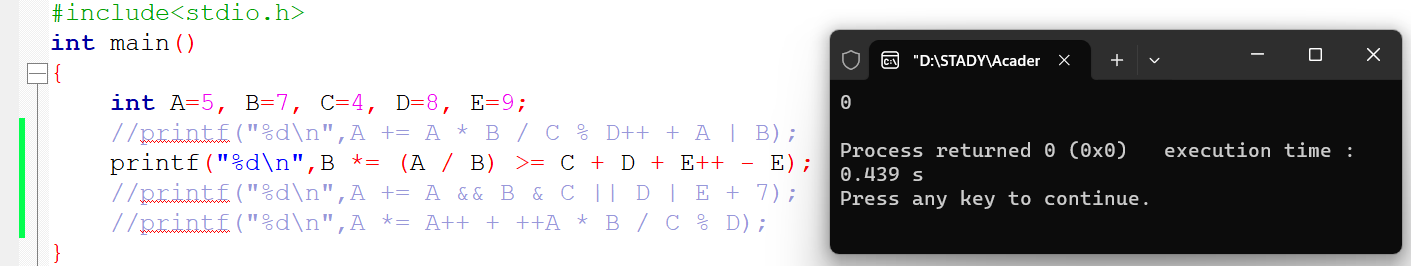 #include<stdio.h>
int main()
{
int A=5, B=7, C=4, D=8, E=9;
//printf("%d\n",A += A * B / C % D++ + A | B);
printf("%d\n",B *= (A / B) >= C + D + E++ - E);
//printf("%d\n",A += A && B & C || D | E + 7);
//printf("%d\n",A *= A++ + ++A * B / C % D);
}
"D:\STADY\Acader
0
Process returned 0 (0x0)   execution time :
0.439 s
Press any key to continue.